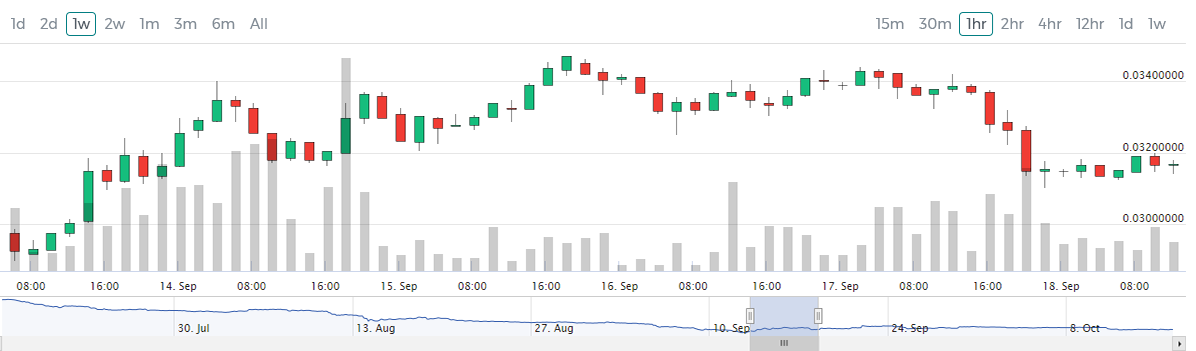 1d 2d 1w 2w 1m 3m 6m All 15m 30m 1hr 2hr 4hr 12hr 1d 1w
0.03400000
0.03200000
0.03000000
08:00 16:00 14. Sep 08:00 16:00 15. Sep 08:00 16:00 16. Sep 08:00 16:00 17. Sep 08:00 16:00 18. Sep 08:00
30. Jul 13. Aug 27. Aug 10. Sep 24. Sep 8. Oct